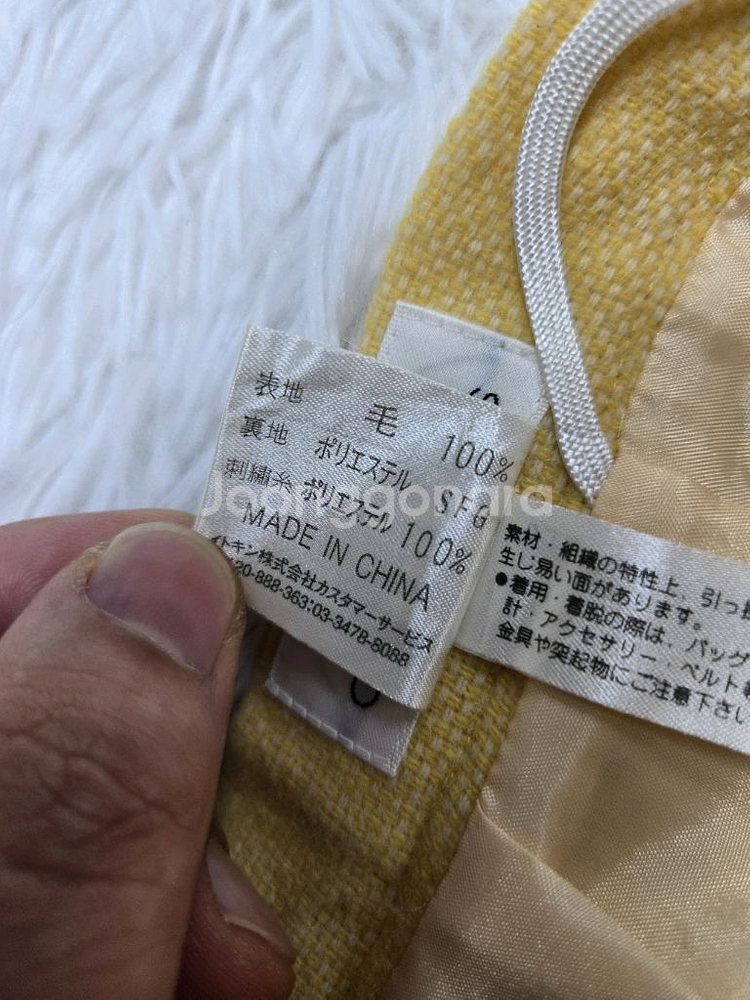 表地 毛 100%
裏地 ポリエステル
刺繍糸 ポリエステル 100%
SFG
MADE IN CHINA
イトキン株式会社カスタマーサービス
20-888-363:03-3478-8088
Joonggonara
素材・組織の特性上、引っ
生じ易い面があります。
●着用・着脱の際は、バッグ
計・アクセサリー・ベルト
金具や突起物にご注意下さい